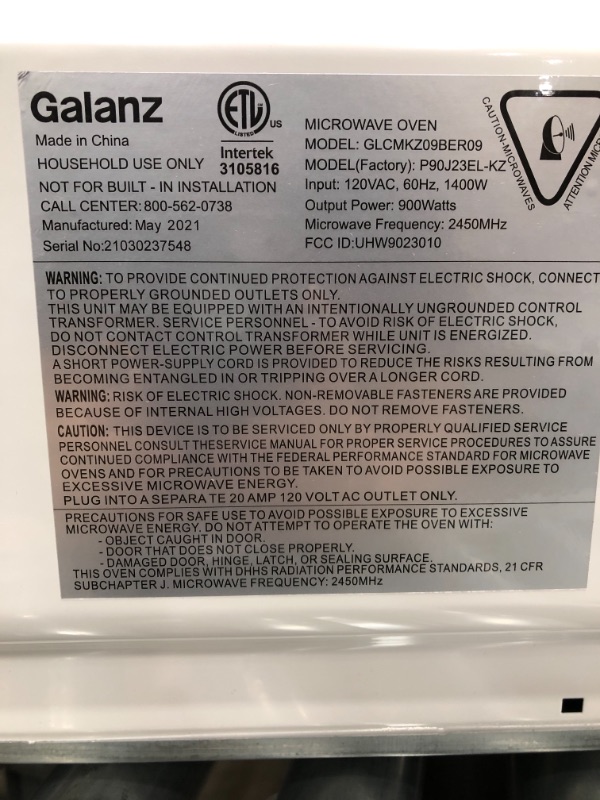 Galanz
ETL
LISTED
US
Intertek
3105816
Made in China
HOUSEHOLD USE ONLY
NOT FOR BUILT - IN INSTALLATION
CALL CENTER:800-562-0738
Manufactured: May 2021
Serial No:21030237548
MICROWAVE OVEN
MODEL: GLCMKZ09BER09
MODEL(Factory): P90J23EL-KZ
Input: 120VAC, 60Hz, 1400W
Output Power: 900Watts
Microwave Frequency: 2450MHz
FCC ID:UHW9023010
CAUTION-MICROWAVES
ATTENTION
WARNING: TO PROVIDE CONTINUED PROTECTION AGAINST ELECTRIC SHOCK, CONNECT
TO PROPERLY GROUNDED OUTLETS ONLY.
THIS UNIT MAY BE EQUIPPED WITH AN INTENTIONALLY UNGROUNDED CONTROL
TRANSFORMER. SERVICE PERSONNEL - TO AVOID RISK OF ELECTRIC SHOCK,
DO NOT CONTACT CONTROL TRANSFORMER WHILE UNIT IS ENERGIZED.
DISCONNECT ELECTRIC POWER BEFORE SERVICING.
A SHORT POWER-SUPPLY CORD IS PROVIDED TO REDUCE THE RISKS RESULTING FROM
BECOMING ENTANGLED IN OR TRIPPING OVER A LONGER CORD.
WARNING: RISK OF ELECTRIC SHOCK. NON-REMOVABLE FASTENERS ARE PROVIDED
BECAUSE OF INTERNAL HIGH VOLTAGES. DO NOT REMOVE FASTENERS.
CAUTION: THIS DEVICE IS TO BE SERVICED ONLY BY PROPERLY QUALIFIED SERVICE
PERSONNEL CONSULT THESERVICE MANUAL FOR PROPER SERVICE PROCEDURES TO ASSURE
CONTINUED COMPLIANCE WITH THE FEDERAL PERFORMANCE STANDARD FOR MICROWAVE
OVENS AND FOR PRECAUTIONS TO BE TAKEN TO AVOID POSSIBLE EXPOSURE TO
EXCESSIVE MICROWAVE ENERGY.
PLUG INTO A SEPARA TE 20 AMP 120 VOLT AC OUTLET ONLY.
PRECAUTIONS FOR SAFE USE TO AVOID POSSIBLE EXPOSURE TO EXCESSIVE
MICROWAVE ENERGY. DO NOT ATTEMPT TO OPERATE THE OVEN WITH:
- OBJECT CAUGHT IN DOOR.
- DOOR THAT DOES NOT CLOSE PROPERLY.
- DAMAGED DOOR, HINGE, LATCH, OR SEALING SURFACE.
THIS OVEN COMPLIES WITH DHHS RADIATION PERFORMANCE STANDARDS, 21 CFR
SUBCHAPTER J. MICROWAVE FREQUENCY: 2450MHz